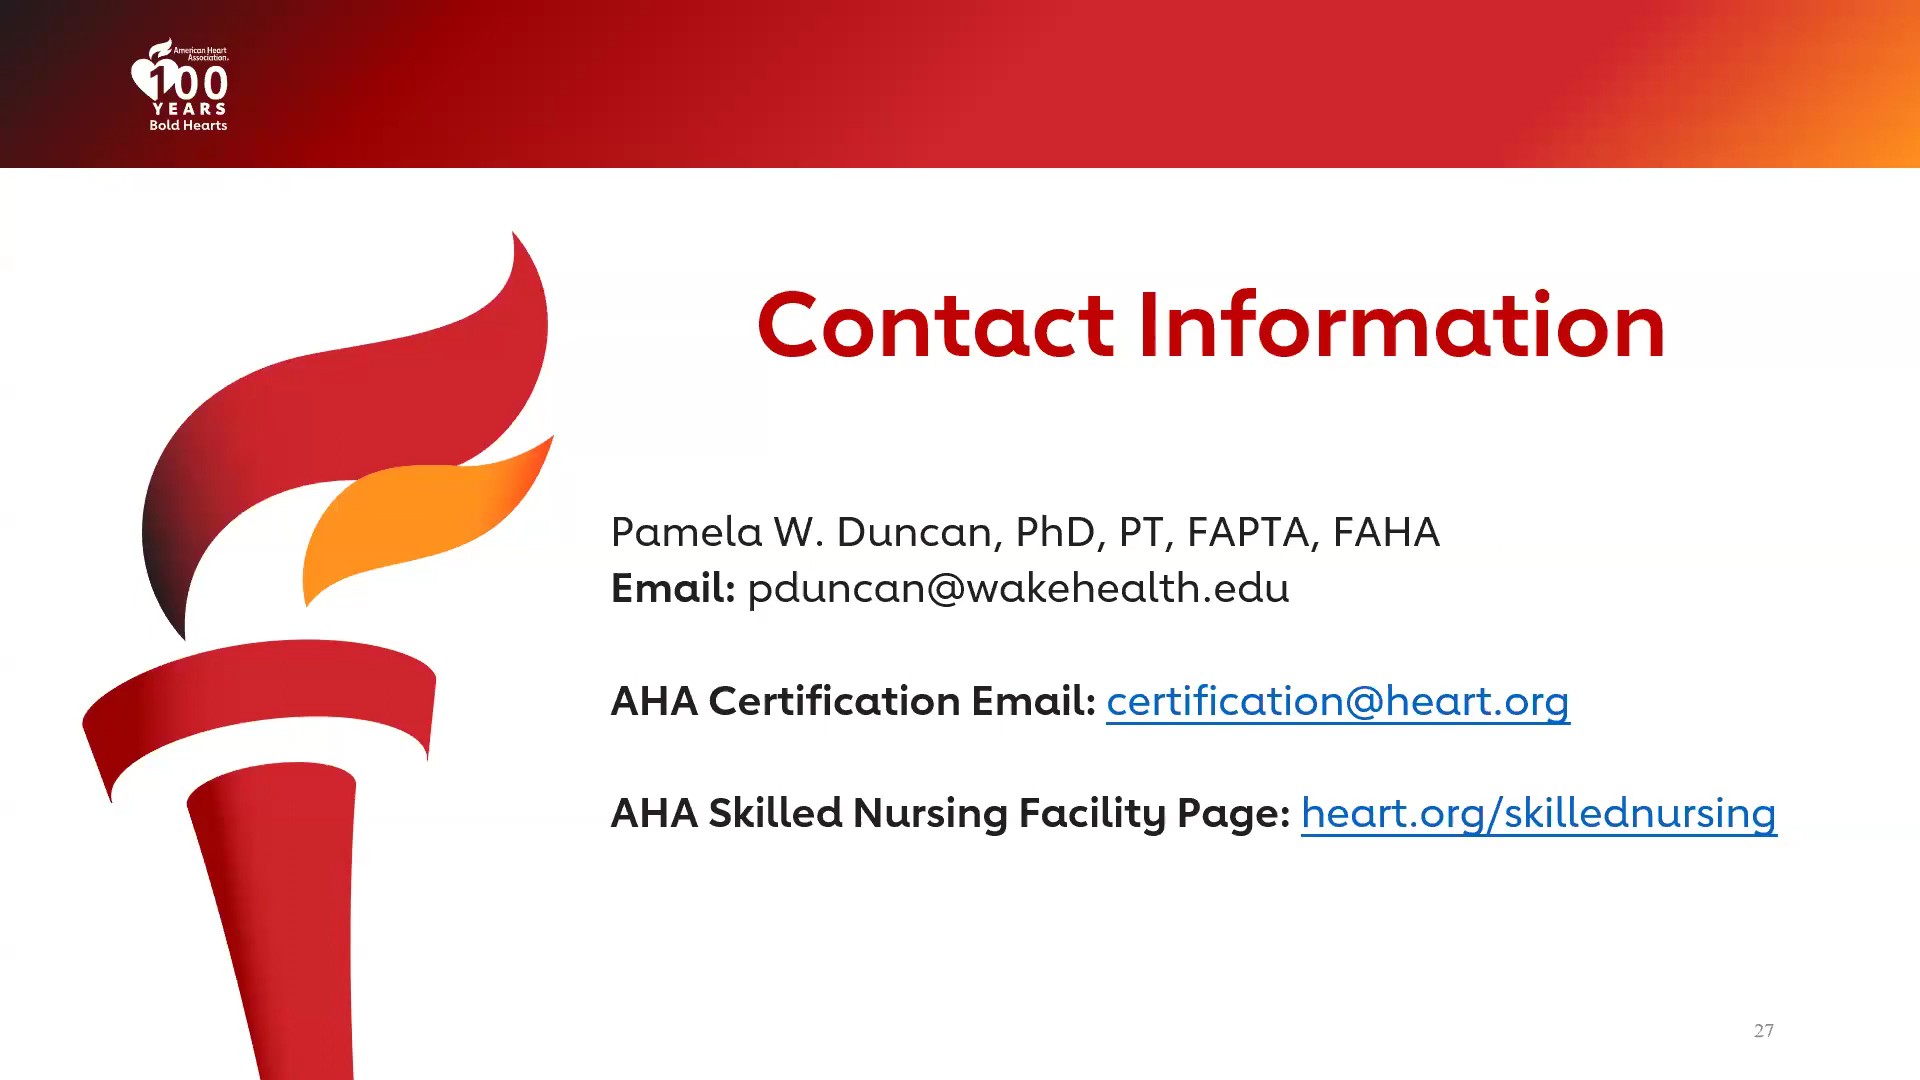 American Heart
Association.
100
YEARS
Bold Hearts
Contact Information
Pamela W. Duncan, PhD, PT, FAPTA, FAHA
Email: pduncan@wakehealth.edu
AHA Certification Email: certification@heart.org
AHA Skilled Nursing Facility Page: heart.org/skillednursing
27